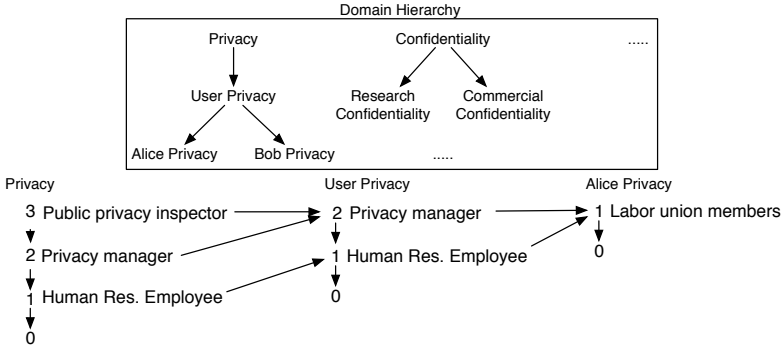 Domain Hierarchy
Privacy Confidentiality .....
User Privacy Research Commercial
Confidentiality Confidentiality
Alice Privacy Bob Privacy .....
Privacy User Privacy Alice Privacy
3 Public privacy inspector 2 Privacy manager 1 Labor union members
2 Privacy manager 1 Human Res. Employee 0
1 Human Res. Employee 0
0